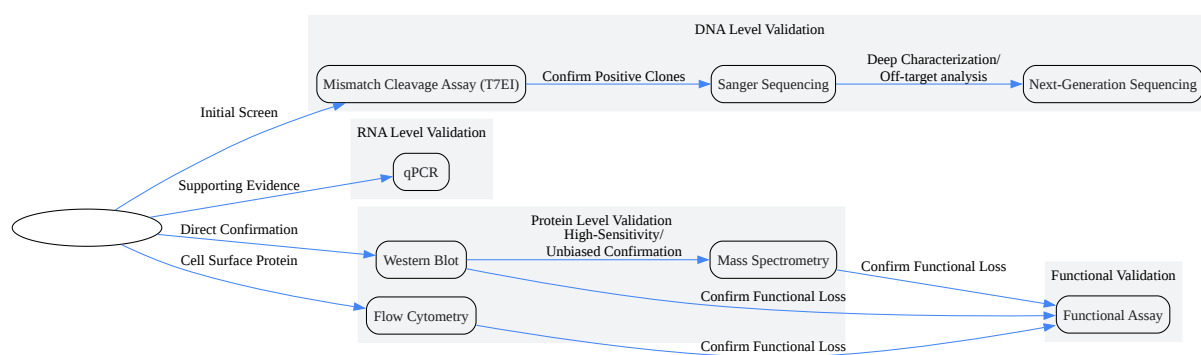 DNA Level Validation
Mismatch Cleavage Assay (T7EI)
Confirm Positive Clones
Sanger Sequencing
Deep Characterization/
Off-target analysis
Next-Generation Sequencing
Initial Screen
RNA Level Validation
qPCR
Supporting Evidence
Protein Level Validation
High-Sensitivity/
Unbiased Confirmation
Direct Confirmation
Western Blot
Mass Spectrometry
Cell Surface Protein
Flow Cytometry
Confirm Functional Loss
Confirm Functional Loss
Confirm Functional Loss
Functional Validation
Functional Assay